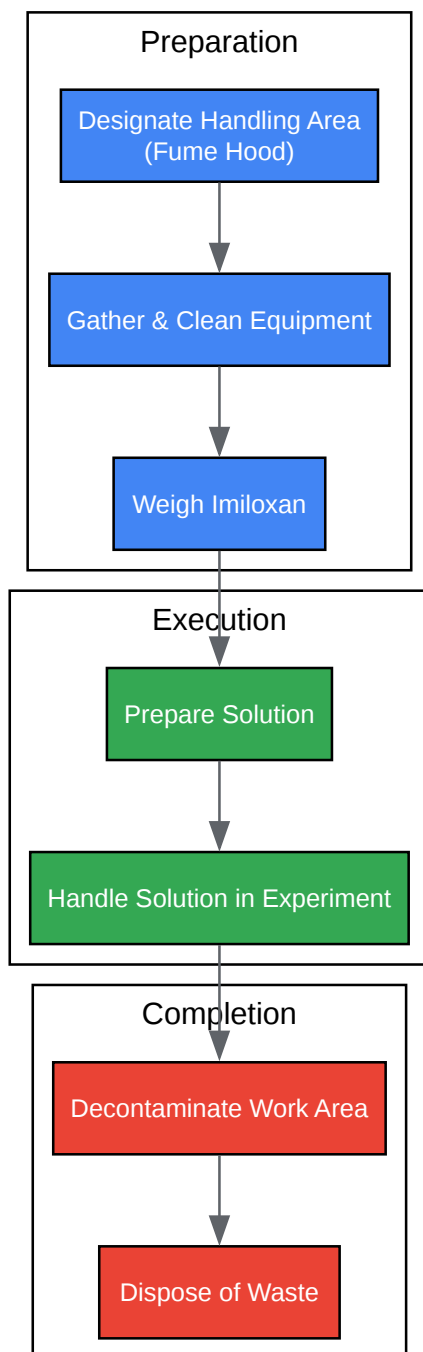 Preparation
Designate Handling Area
(Fume Hood)
Gather & Clean Equipment
Weigh Imiloxan
Execution
Prepare Solution
Handle Solution in Experiment
Completion
Decontaminate Work Area
Dispose of Waste